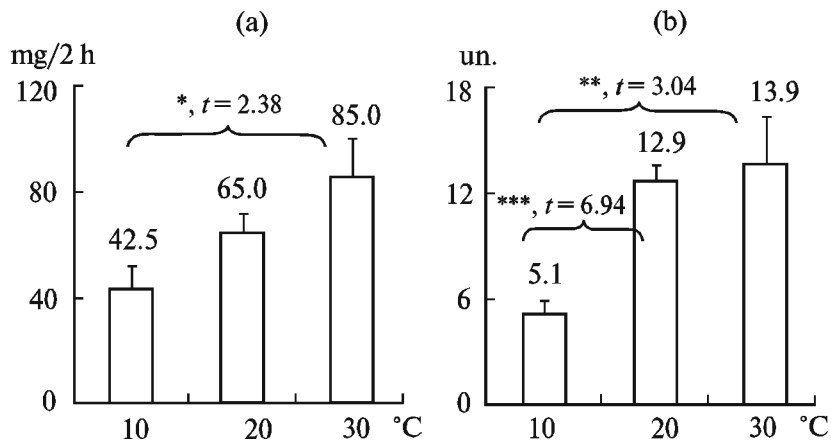 (a)
mg/2 h
120
80
40
0
*, t = 2.38
42.5
65.0
85.0
10 20 30 °C
(b)
un.
18
12
6
0
**, t = 3.04
13.9
12.9
***, t = 6.94
5.1
10 20 30 °C